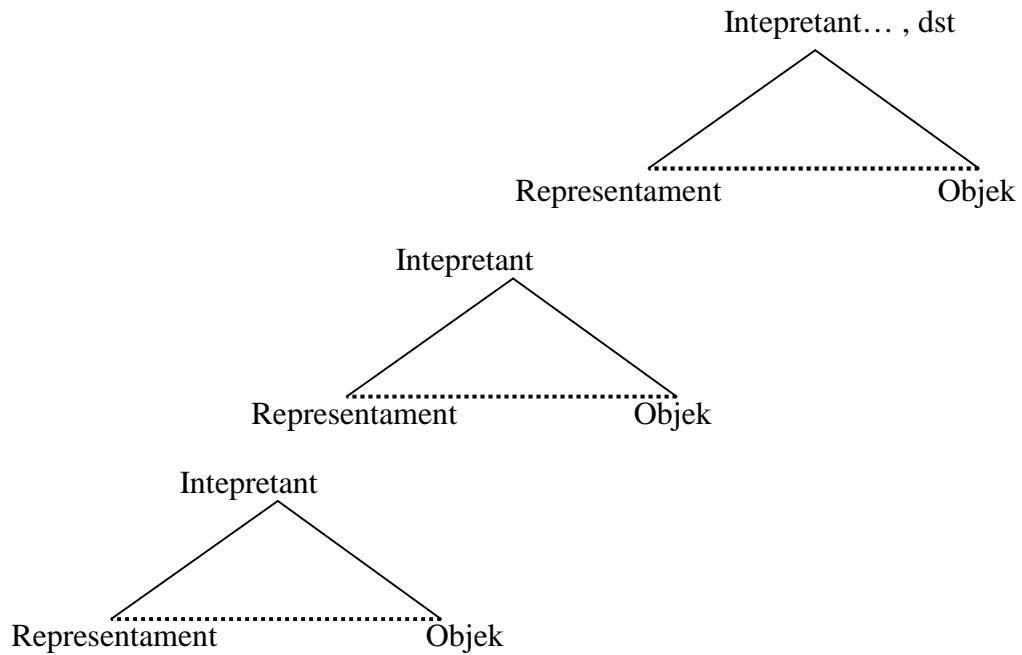 Intepretant… , dst
Representament Objek
Intepretant
Representament Objek
Intepretant
Representament Objek